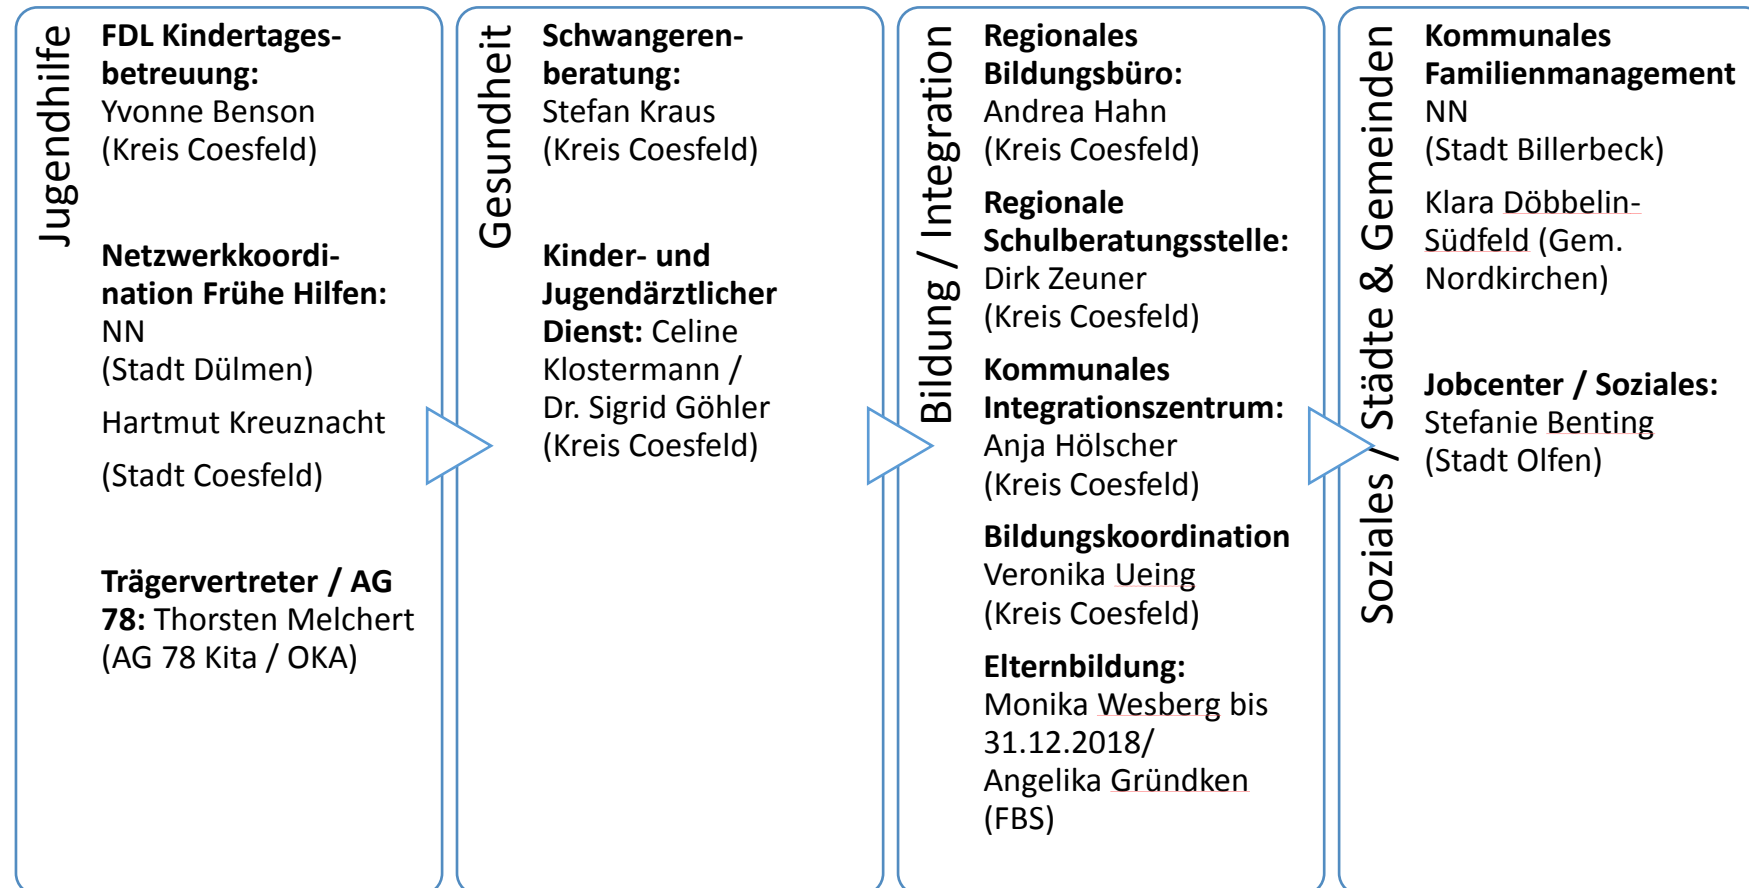 Jugendhilfe
FDL Kindertages-
betreuung:
Yvonne Benson
(Kreis Coesfeld)
Netzwerkkoordi-
nation Frühe Hilfen:
NN
(Stadt Dülmen)
Hartmut Kreuznacht
(Stadt Coesfeld)
Trägervertreter / AG
78: Thorsten Melchert
(AG 78 Kita / OKA)
Gesundheit
Schwangeren-
beratung:
Stefan Kraus
(Kreis Coesfeld)
Kinder- und
Jugendärztlicher
Dienst: Celine
Klostermann /
Dr. Sigrid Göhler
(Kreis Coesfeld)
Bildung / Integration
Regionales
Bildungsbüro:
Andrea Hahn
(Kreis Coesfeld)
Regionale
Schulberatungsstelle:
Dirk Zeuner
(Kreis Coesfeld)
Kommunales
Integrationszentrum:
Anja Hölscher
(Kreis Coesfeld)
Bildungskoordination
Veronika Ueing
(Kreis Coesfeld)
Elternbildung:
Monika Wesberg bis
31.12.2018/
Angelika Gründken
(FBS)
Soziales / Städte & Gemeinden
Kommunales
Familienmanagement
NN
(Stadt Billerbeck)
Klara Döbbelin-
Südfeld (Gem.
Nordkirchen)
Jobcenter / Soziales:
Stefanie Benting
(Stadt Olfen)